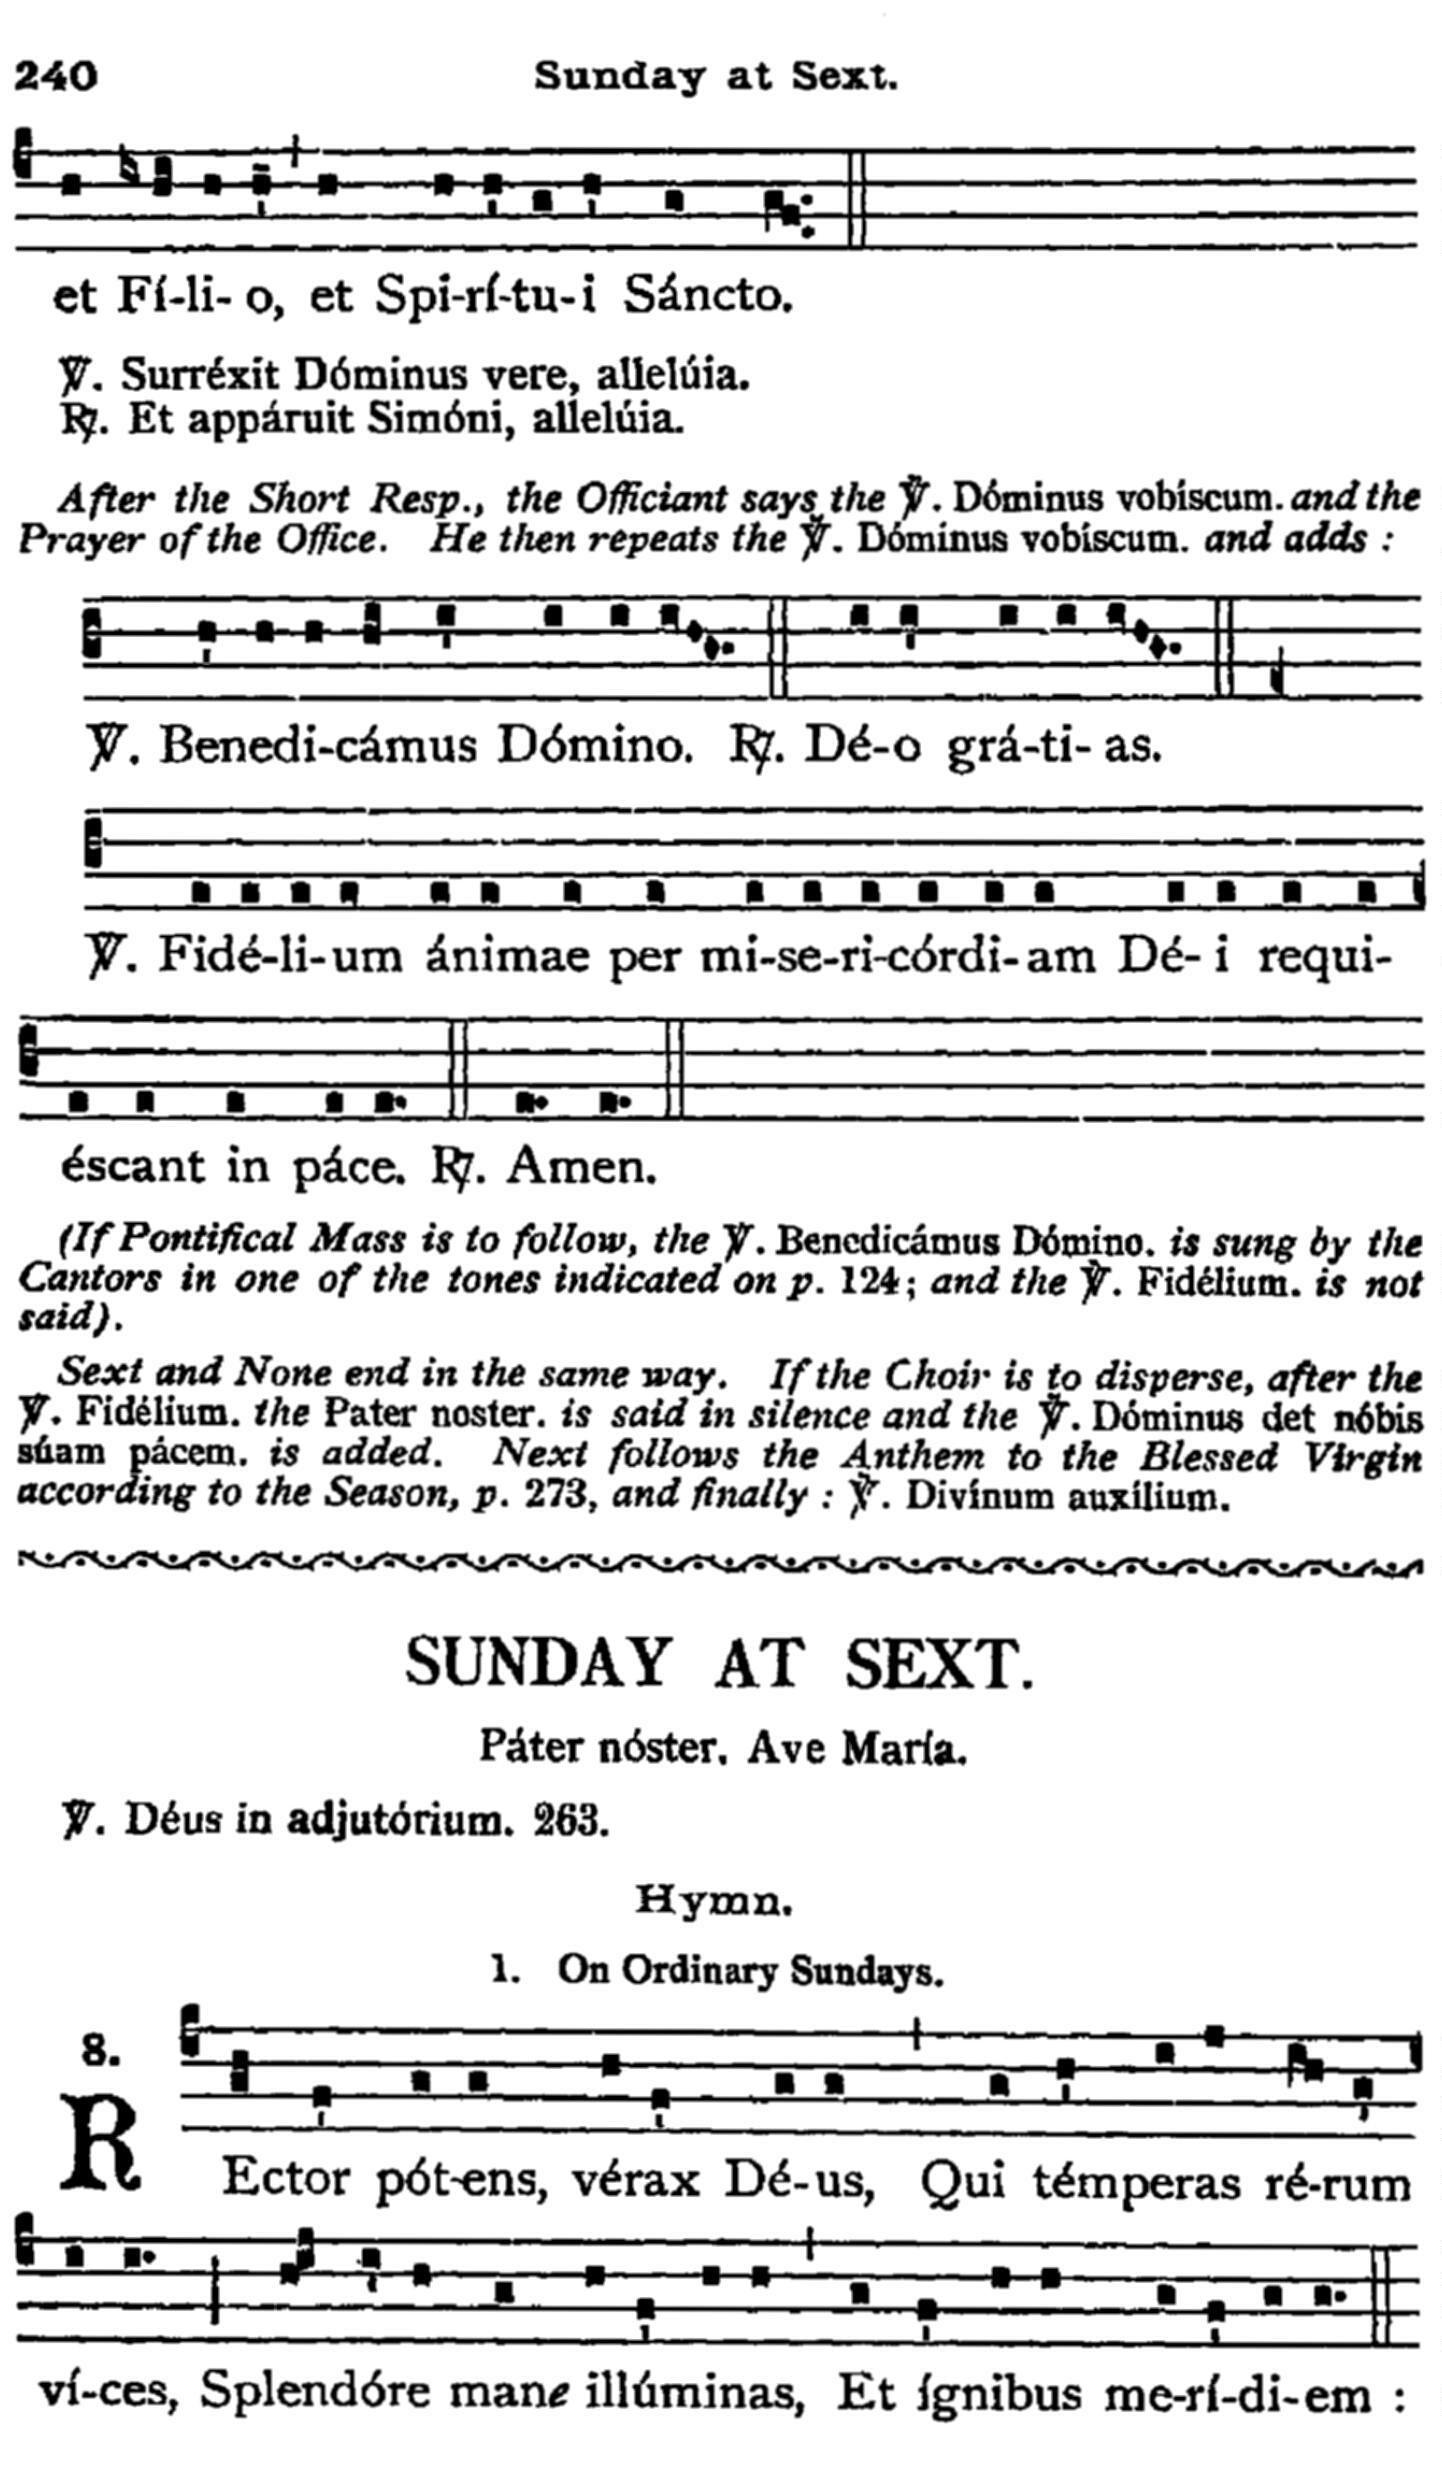 240 Sunday at Sext.
et Fí-li- o, et Spi-rí-tu- i Sáncto.
℣. Surréxit Dóminus vere, allelúia.
℟. Et appáruit Simóni, allelúia.
After the Short Resp., the Officiant says the ℣. Dóminus vobíscum. and the
Prayer of the Office. He then repeats the ℣. Dóminus vobíscum. and adds :
℣. Benedi-cámus Dómino. ℟. Dé-o grá-ti- as.
℣. Fidé-li-um ánimae per mi-se-ri-córdi-am Dé- i requi-
éscant in páce. ℟. Amen.
(If Pontifical Mass is to follow, the ℣. Benedicámus Dómino. is sung by the
Cantors in one of the tones indicated on p. 124; and the ℣. Fidélium. is not
said).
Sext and None end in the same way. If the Choir is to disperse, after the
℣. Fidélium. the Pater noster. is said in silence and the ℣. Dóminus det nóbis
súam pácem. is added. Next follows the Anthem to the Blessed Virgin
according to the Season, p. 273, and finally : ℣. Divínum auxílium.
SUNDAY AT SEXT.
Páter nóster. Ave María.
℣. Déus in adjutórium. 263.
Hymn.
1. On Ordinary Sundays.
8.
REctor pót-ens, vérax Dé-us, Qui témperas ré-rum
ví-ces, Splendóre mane illúminas, Et ígnibus me-rí-di-em :